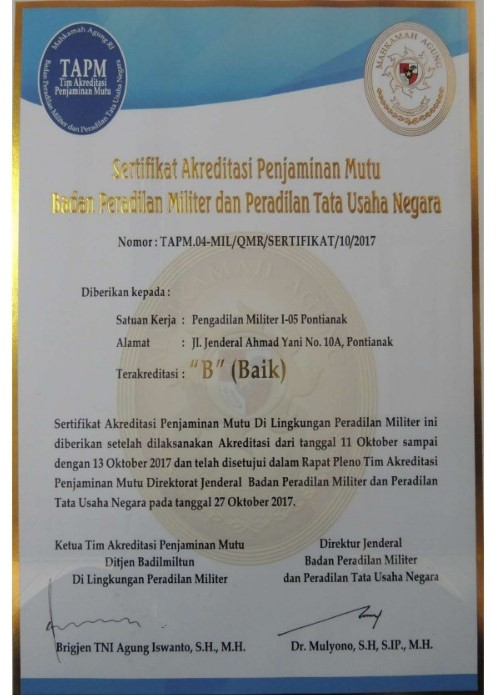 Mahkamah Agung RI
TAPM
Tim Akreditasi
Penjaminan Mutu
Badan Peradilan Militer dan Peradilan Tata Usaha Negara
MAHKAMAH AGUNG
Sertifikat Akreditasi Penjaminan Mutu
Badan Peradilan Militer dan Peradilan Tata Usaha Negara
Nomor : TAPM.04-MIL/QMR/SERTIFIKAT/10/2017
Diberikan kepada :
Satuan Kerja : Pengadilan Militer I-05 Pontianak
Alamat : Jl. Jenderal Ahmad Yani No. 10A, Pontianak
Terakreditasi : "B" (Baik)
Sertifikat Akreditasi Penjaminan Mutu Di Lingkungan Peradilan Militer ini
diberikan setelah dilaksanakan Akreditasi dari tanggal 11 Oktober sampai
dengan 13 Oktober 2017 dan telah disetujui dalam Rapat Pleno Tim Akreditasi
Penjaminan Mutu Direktorat Jenderal Badan Peradilan Militer dan Peradilan
Tata Usaha Negara pada tanggal 27 Oktober 2017.
Ketua Tim Akreditasi Penjaminan Mutu
Ditjen Badilmiltun
Di Lingkungan Peradilan Militer
Brigjen TNI Agung Iswanto, S.H., M.H.
Direktur Jenderal
Badan Peradilan Militer
dan Peradilan Tata Usaha Negara
Dr. Mulyono, S.H, S.IP., M.H.